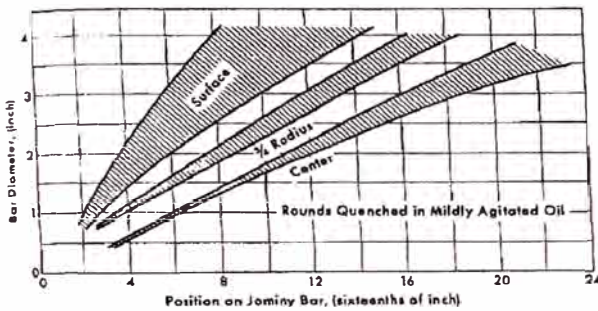 Bar Diameter, (inch)
4
3
2
1
0
Surface
¾ Radius
Center
Rounds Quenched in Mildly Agitated Oil
0 4 8 12 16 20 24
Position on Jominy Bar, (sixteenths of inch)